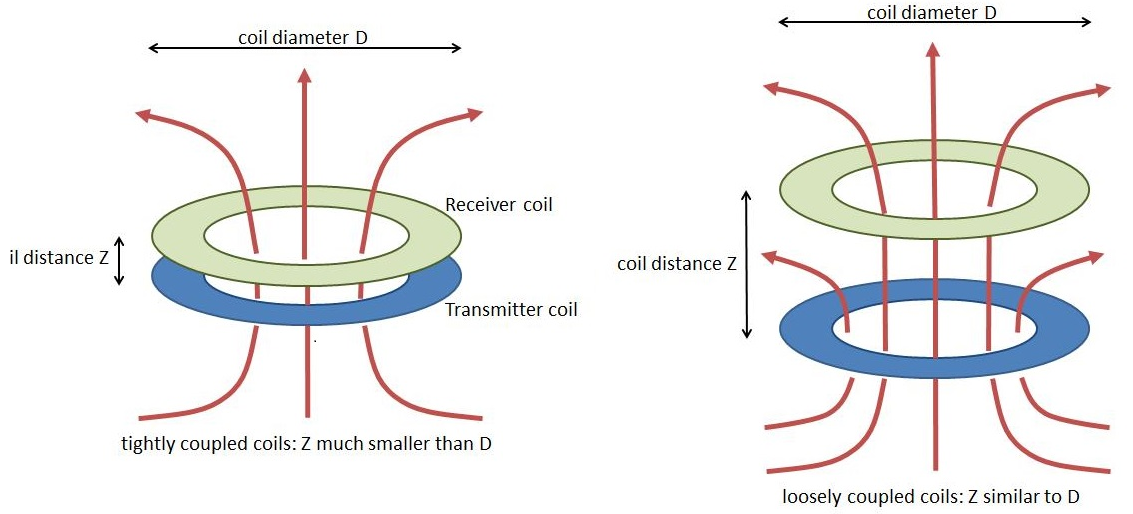 coil diameter D
Receiver coil
il distance Z
Transmitter coil
tightly coupled coils: Z much smaller than D
coil diameter D
coil distance Z
loosely coupled coils: Z similar to D